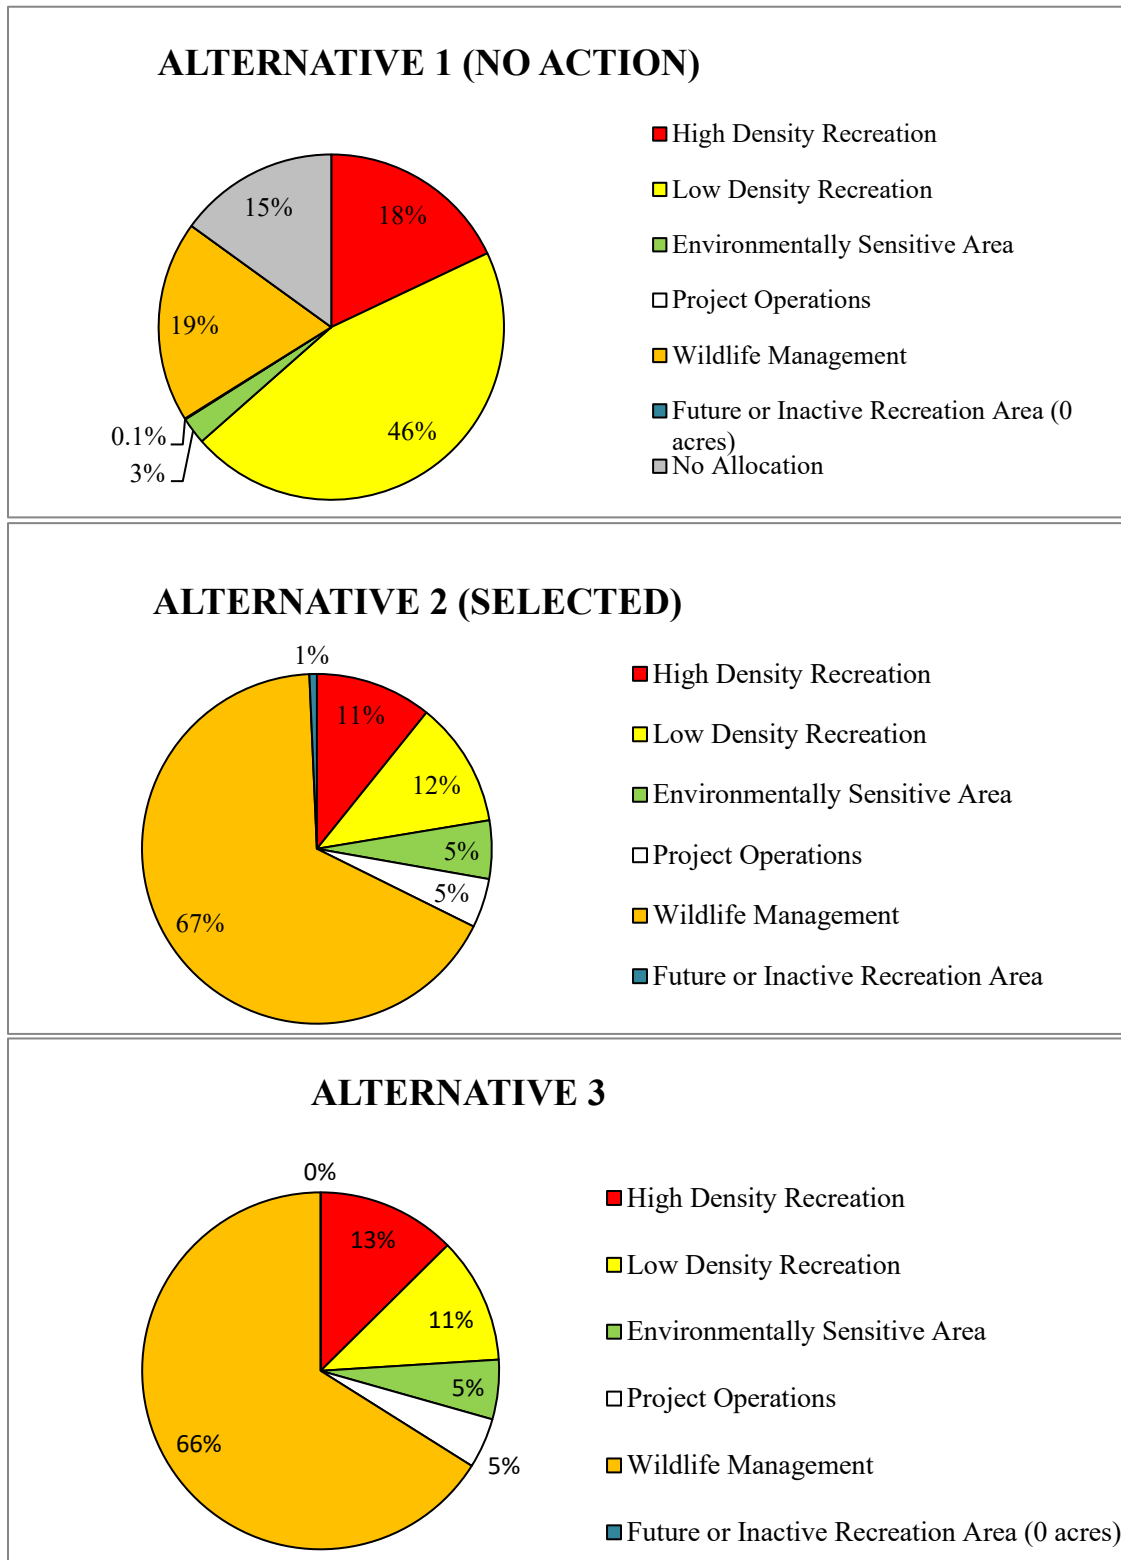 ALTERNATIVE 1 (NO ACTION)
High Density Recreation
Low Density Recreation
Environmentally Sensitive Area
Project Operations
Wildlife Management
Future or Inactive Recreation Area (0
acres)
No Allocation
15%
18%
19%
46%
0.1%
3%
ALTERNATIVE 2 (SELECTED)
1%
11%
12%
5%
5%
67%
High Density Recreation
Low Density Recreation
Environmentally Sensitive Area
Project Operations
Wildlife Management
Future or Inactive Recreation Area
ALTERNATIVE 3
0%
13%
11%
5%
5%
66%
High Density Recreation
Low Density Recreation
Environmentally Sensitive Area
Project Operations
Wildlife Management
Future or Inactive Recreation Area (0 acres)